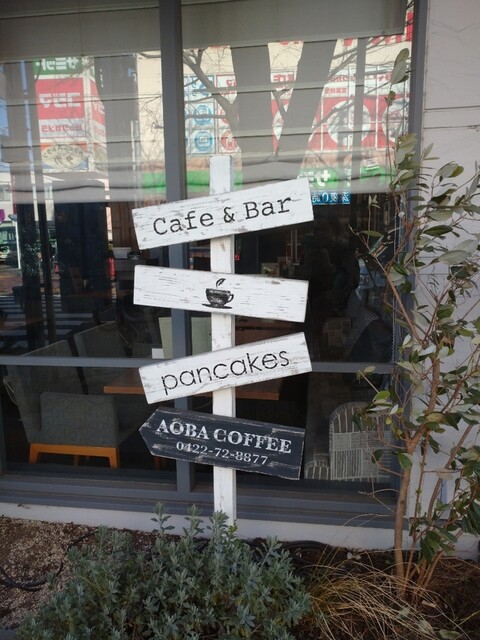 Cafe & Bar
pancakes.
AOBA COFFEE
0422-72-8877